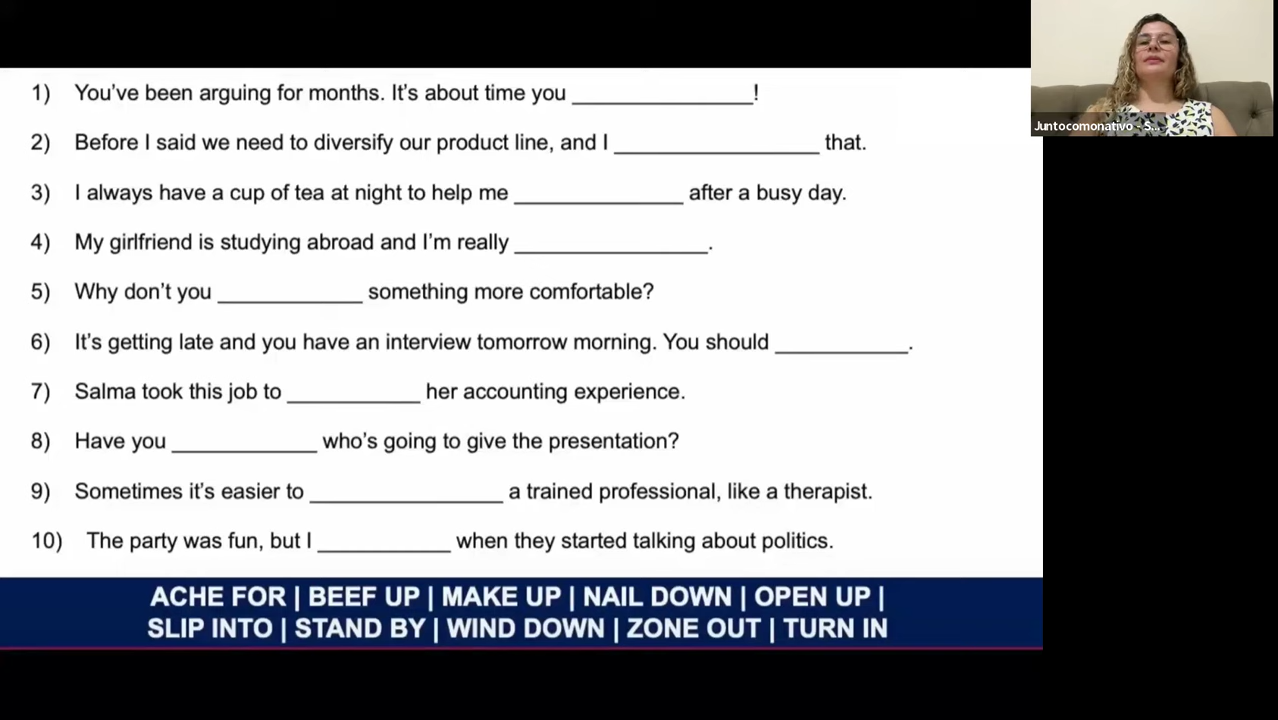 1) You've been arguing for months. It's about time you _______________!
2) Before I said we need to diversify our product line, and I _________________ that.
3) I always have a cup of tea at night to help me ______________ after a busy day.
4) My girlfriend is studying abroad and I'm really ________________.
5) Why don't you ____________ something more comfortable?
6) It's getting late and you have an interview tomorrow morning. You should ___________.
7) Salma took this job to ___________ her accounting experience.
8) Have you ____________ who's going to give the presentation?
9) Sometimes it's easier to ________________ a trained professional, like a therapist.
10) The party was fun, but I ___________ when they started talking about politics.
ACHE FOR | BEEF UP | MAKE UP | NAIL DOWN | OPEN UP |
SLIP INTO | STAND BY | WIND DOWN | ZONE OUT | TURN IN
Juntocomonativo - S...